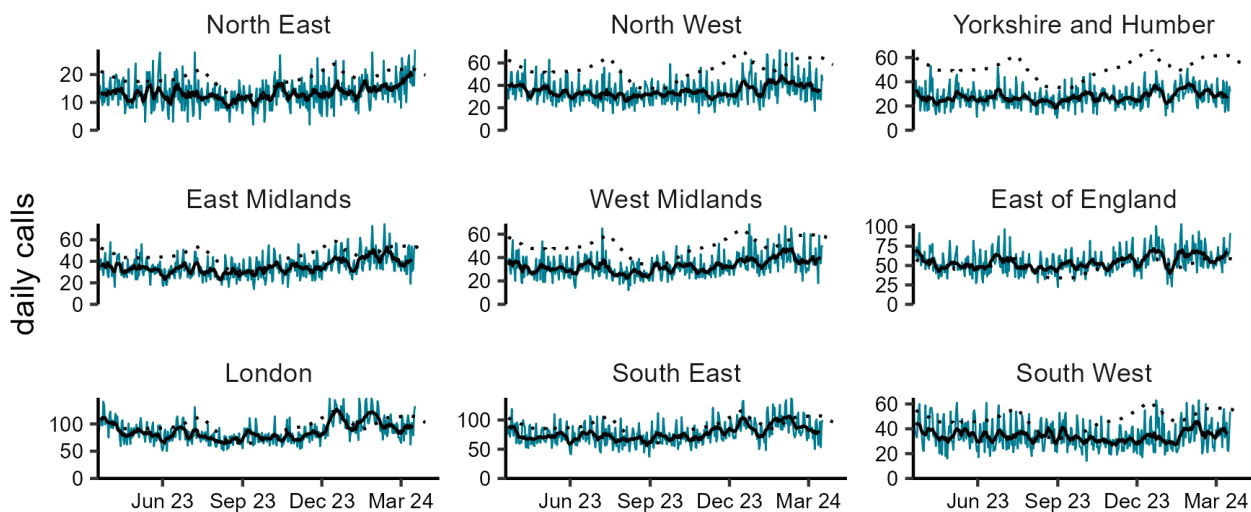 North East
North West
Yorkshire and Humber
20
10
0
60
40
20
0
60
40
20
0
daily calls
East Midlands
West Midlands
East of England
60
40
20
0
60
40
20
0
100
75
50
25
0
London
South East
South West
100
50
0
100
50
0
60
40
20
0
Jun 23 Sep 23 Dec 23 Mar 24
Jun 23 Sep 23 Dec 23 Mar 24
Jun 23 Sep 23 Dec 23 Mar 24